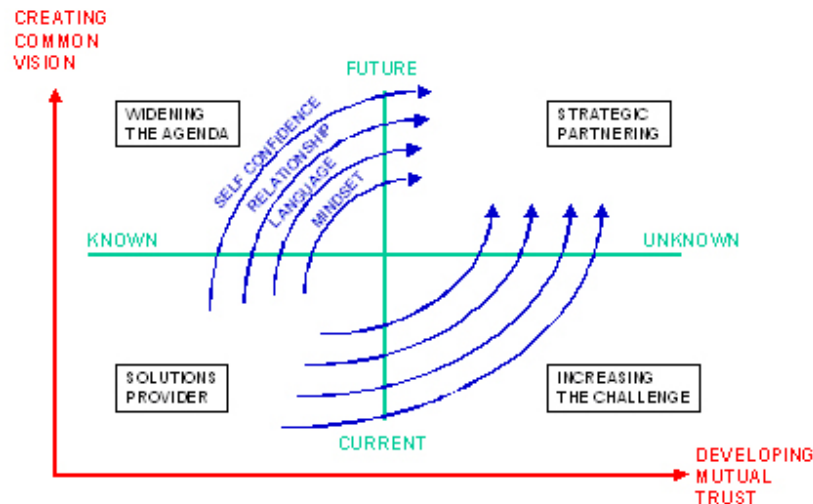 CREATING
COMMON
VISION
FUTURE
WIDENING
THE AGENDA
STRATEGIC
PARTNERING
SELF CONFIDENCE
RELATIONSHIP
LANGUAGE
MINDSET
KNOWN
UNKNOWN
SOLUTIONS
PROVIDER
INCREASING
THE CHALLENGE
CURRENT
DEVELOPING
MUTUAL
TRUST